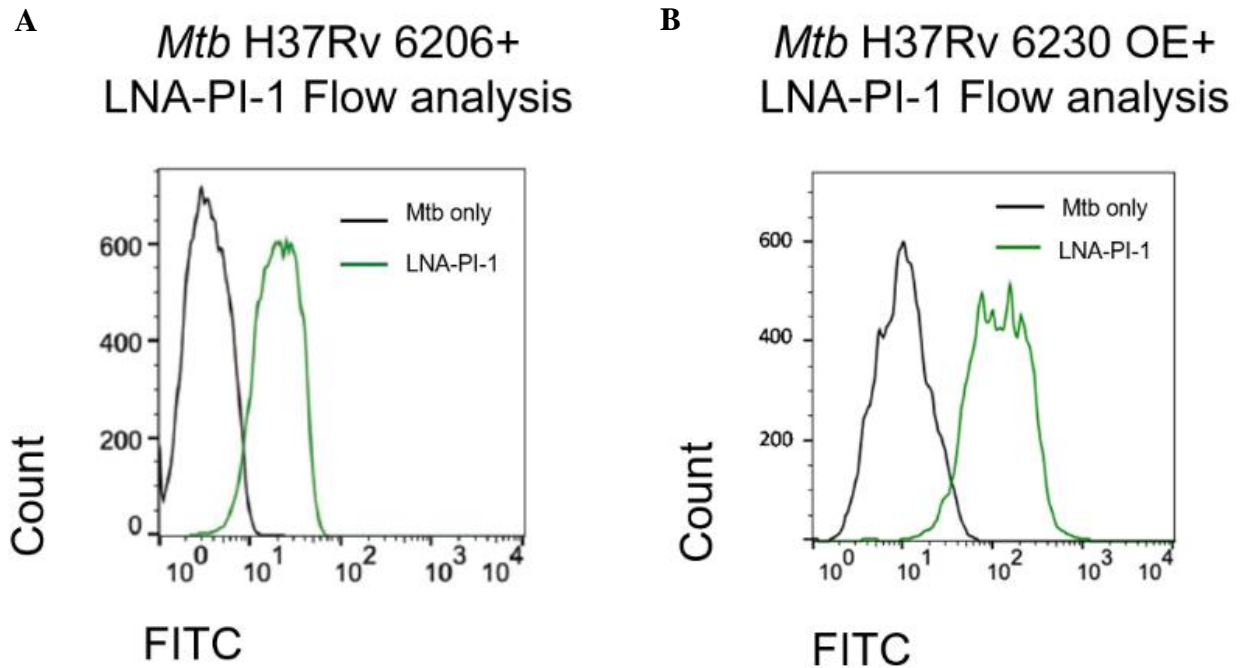 A
Mtb H37Rv 6206+
LNA-PI-1 Flow analysis
Mtb only
LNA-PI-1
600
400
200
0
Count
10^0 10^1 10^2 10^3 10^4
FITC
B
Mtb H37Rv 6230 OE+
LNA-PI-1 Flow analysis
Mtb only
LNA-PI-1
600
400
200
Count
10^0 10^1 10^2 10^3 10^4
FITC